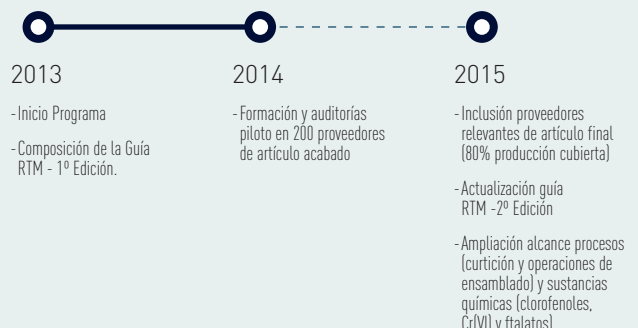 2013
- Inicio Programa
- Composición de la Guía
RTM - 1º Edición.
2014
- Formación y auditorías
piloto en 200 proveedores
de artículo acabado
2015
- Inclusión proveedores
relevantes de artículo final
(80% producción cubierta)
- Actualización guía
RTM -2º Edición
- Ampliación alcance procesos
(curtición y operaciones de
ensamblado) y sustancias
químicas (clorofenoles,
Cr(VI) y ftalatos)